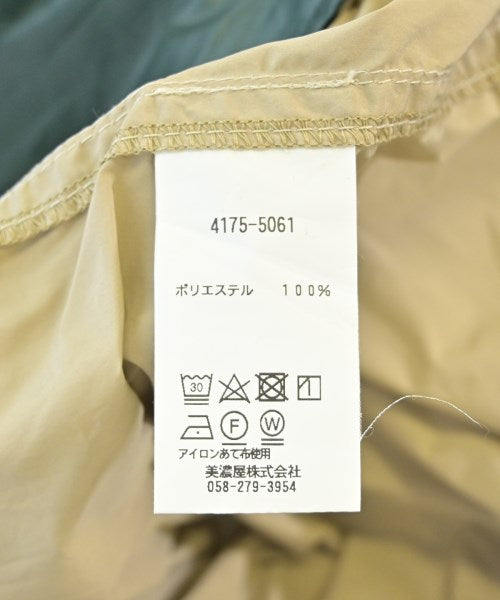 4175-5061
ポリエステル 100%
30
F W
アイロンあて布使用
美濃屋株式会社
058-279-3954